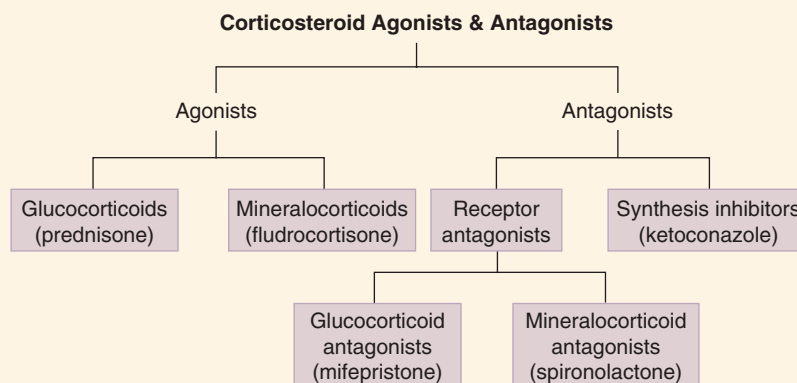 Corticosteroid Agonists & Antagonists
Agonists
Antagonists
Glucocorticoids
(prednisone)
Mineralocorticoids
(fludrocortisone)
Receptor
antagonists
Synthesis inhibitors
(ketoconazole)
Glucocorticoid
antagonists
(mifepristone)
Mineralocorticoid
antagonists
(spironolactone)